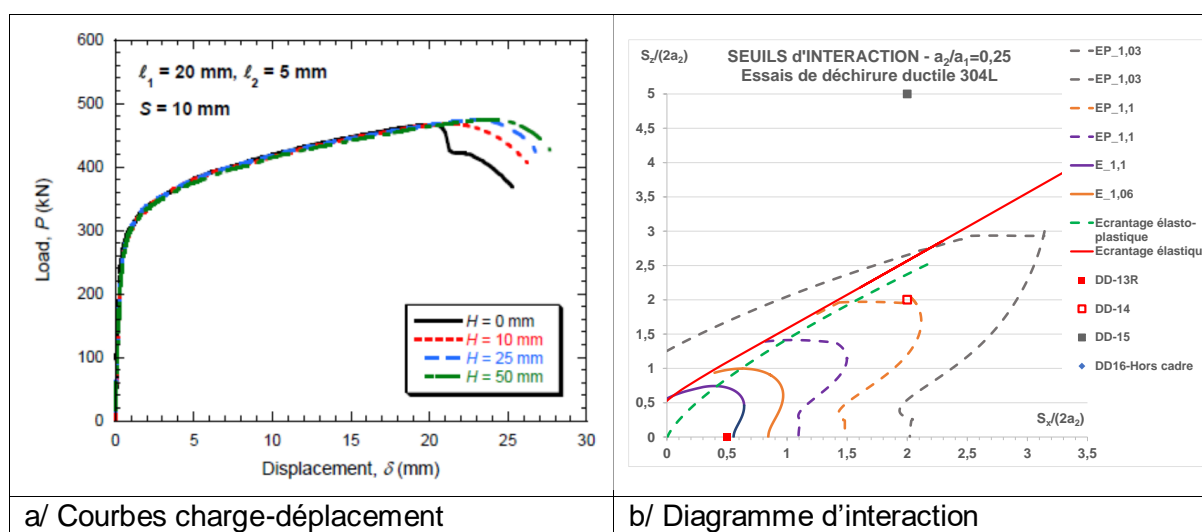 600
500
400
300
200
100
0
Load, P (kN)
ℓ1 = 20 mm, ℓ2 = 5 mm
S = 10 mm
H = 0 mm
H = 10 mm
H = 25 mm
H = 50 mm
0 5 10 15 20 25 30
Displacement, δ (mm)
Sz/(2a2)
SEUILS d'INTERACTION - a2/a1=0,25
Essais de déchirure ductile 304L
5
4,5
4
3,5
3
2,5
2
1,5
1
0,5
0
0 0,5 1 1,5 2 2,5 3 3,5
Sx/(2a2)
EP_1,03
EP_1,03
EP_1,1
EP_1,1
E_1,1
E_1,06
Ecrantage élasto-
plastique
Ecrantage élastique
DD-13R
DD-14
DD-15
DD16-Hors cadre
a/ Courbes charge-déplacement
b/ Diagramme d’interaction